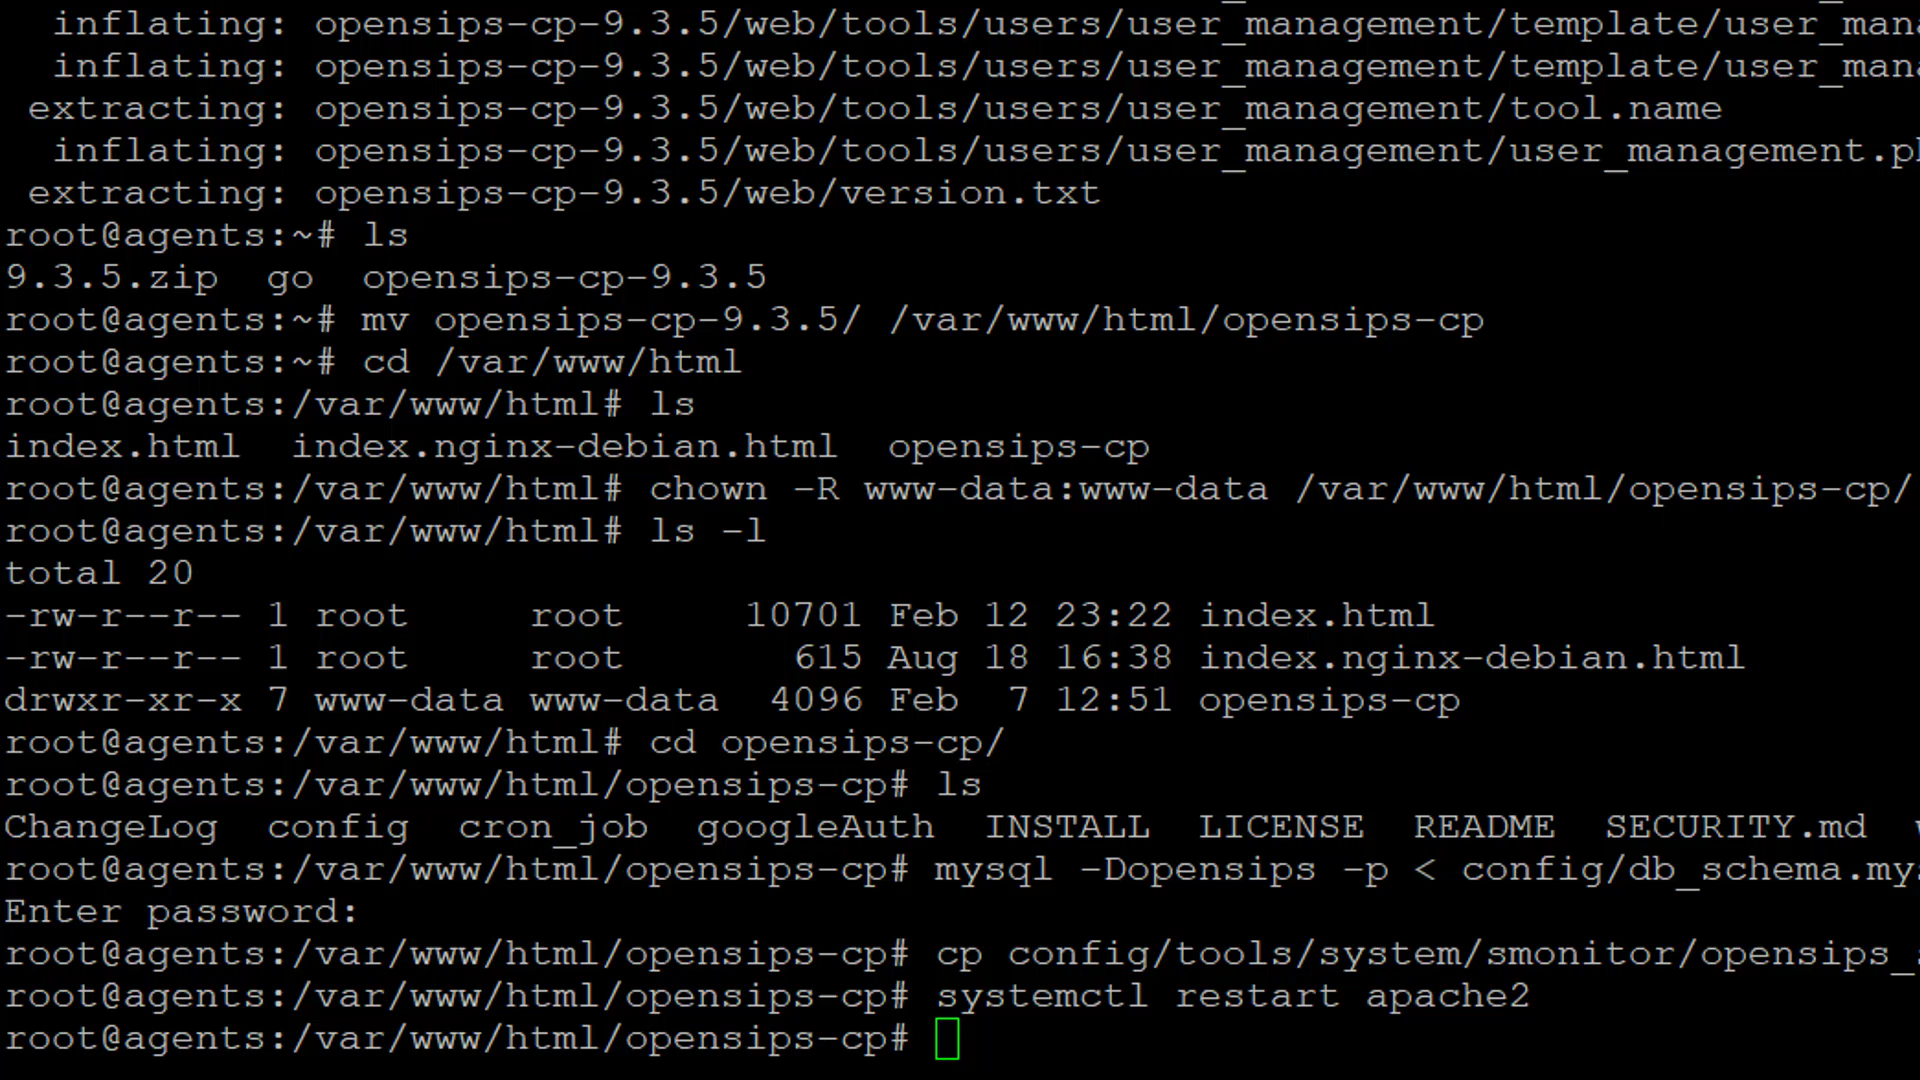 inflating: opensips-cp-9.3.5/web/tools/users/user_management/template/user_man
inflating: opensips-cp-9.3.5/web/tools/users/user_management/template/user_man
extracting: opensips-cp-9.3.5/web/tools/users/user_management/tool.name
inflating: opensips-cp-9.3.5/web/tools/users/user_management/user_management.ph
extracting: opensips-cp-9.3.5/web/version.txt
root@agents:~# ls
9.3.5.zip  go  opensips-cp-9.3.5
root@agents:~# mv opensips-cp-9.3.5/ /var/www/html/opensips-cp
root@agents:~# cd /var/www/html
root@agents:/var/www/html# ls
index.html  index.nginx-debian.html  opensips-cp
root@agents:/var/www/html# chown -R www-data:www-data /var/www/html/opensips-cp/
root@agents:/var/www/html# ls -l
total 20
-rw-r--r-- 1 root     root     10701 Feb 12 23:22 index.html
-rw-r--r-- 1 root     root       615 Aug 18 16:38 index.nginx-debian.html
drwxr-xr-x 7 www-data www-data  4096 Feb  7 12:51 opensips-cp
root@agents:/var/www/html# cd opensips-cp/
root@agents:/var/www/html/opensips-cp# ls
ChangeLog  config  cron_job  googleAuth  INSTALL  LICENSE  README  SECURITY.md
root@agents:/var/www/html/opensips-cp# mysql -Dopensips -p < config/db_schema.mys
Enter password:
root@agents:/var/www/html/opensips-cp# cp config/tools/system/smonitor/opensips_
root@agents:/var/www/html/opensips-cp# systemctl restart apache2
root@agents:/var/www/html/opensips-cp#